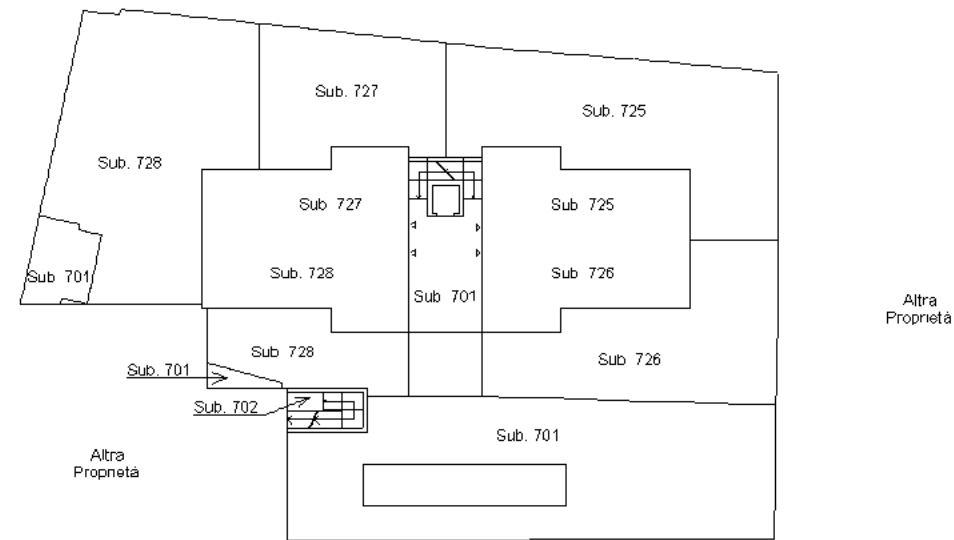 Sub. 727
Sub. 725
Sub. 728
Sub 727
Sub 725
Sub. 728
Sub 726
Sub 701
Sub 701
Altra
Proprietà
Sub 728
Sub 726
Sub. 701
Sub. 702
Sub. 701
Altra
Proprietà